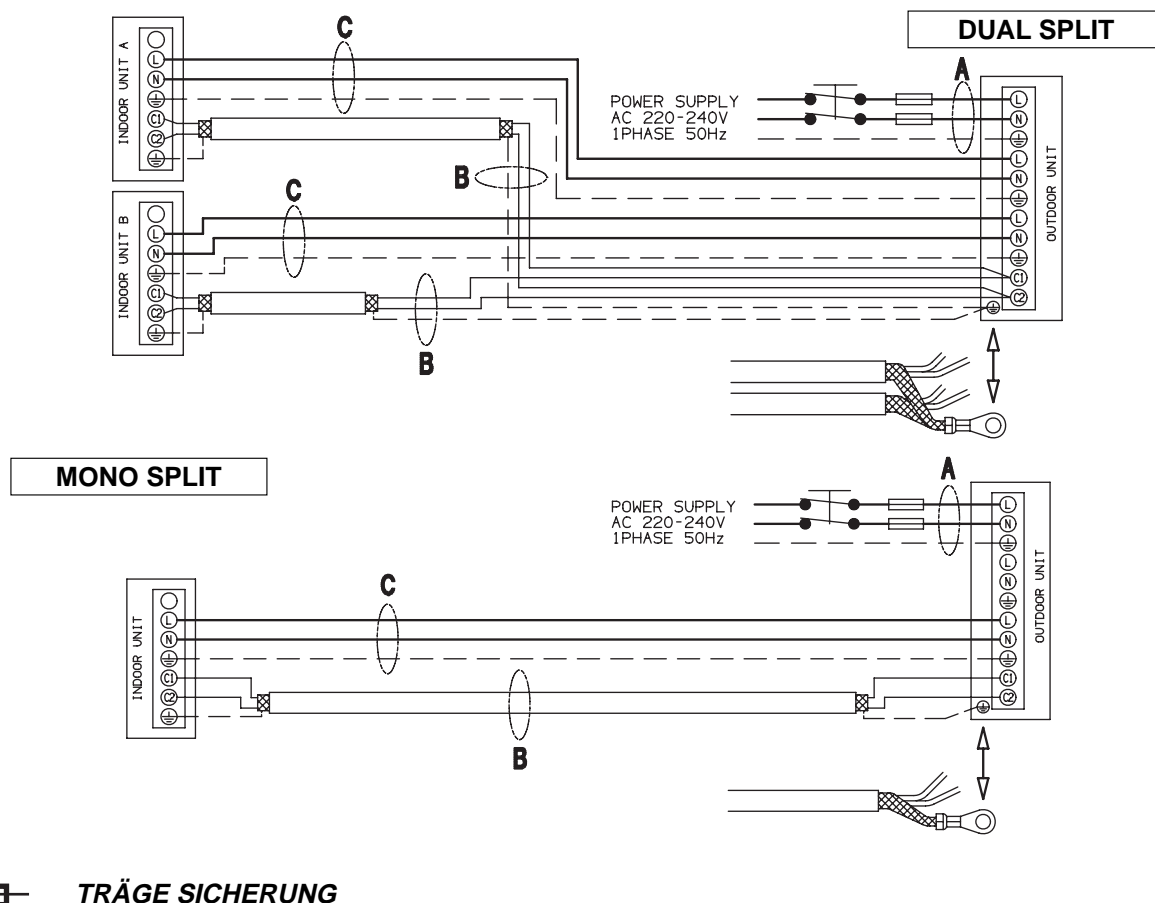 DUAL SPLIT
INDOOR UNIT A
L
N
C1
C2
C
B
POWER SUPPLY
AC 220-240V
1PHASE 50Hz
A
L
N
L
N
L
N
C1
C2
OUTDOOR UNIT
INDOOR UNIT B
L
N
C1
C2
C
B
MONO SPLIT
POWER SUPPLY
AC 220-240V
1PHASE 50Hz
A
L
N
L
N
L
N
C1
C2
OUTDOOR UNIT
INDOOR UNIT
L
N
C1
C2
C
B
TRÄGE SICHERUNG